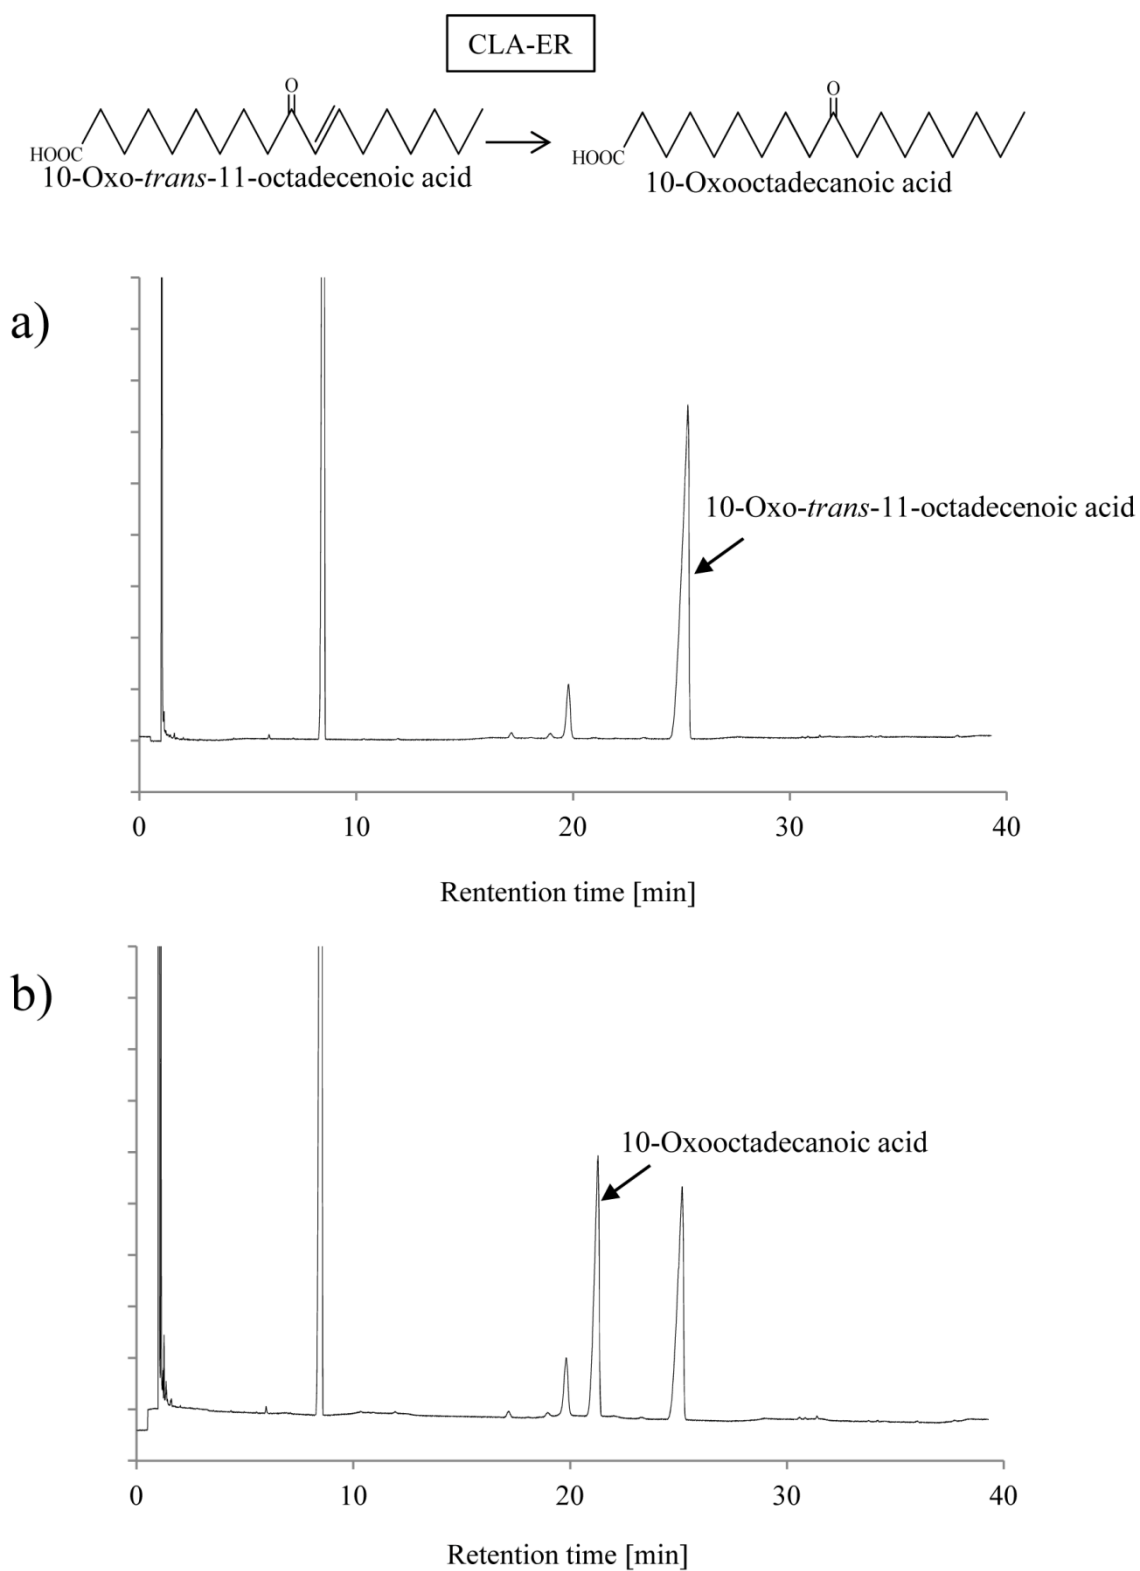 CLA-ER
O
O
HOOC
HOOC
10-Oxo-trans-11-octadecenoic acid
10-Oxooctadecanoic acid
a)
10-Oxo-trans-11-octadecenoic acid
0 10 20 30 40
Rentention time [min]
b)
10-Oxooctadecanoic acid
0 10 20 30 40
Retention time [min]